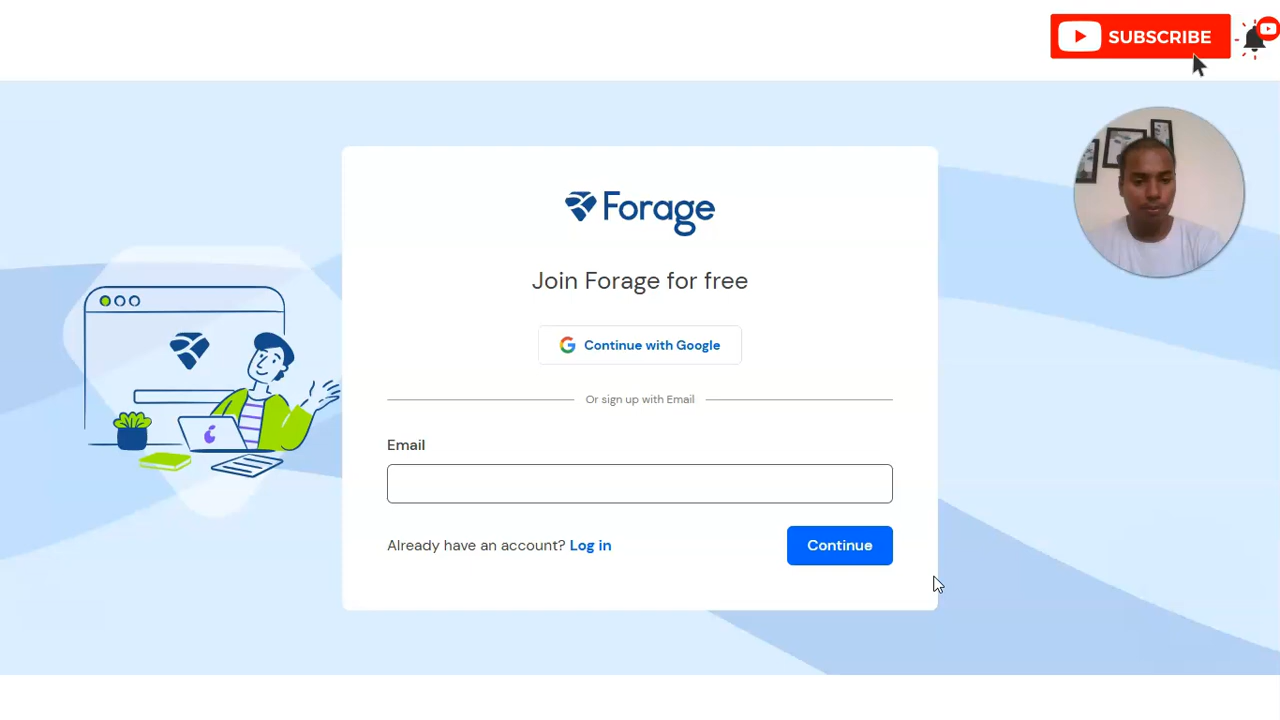 SUBSCRIBE
Forage
Join Forage for free
Continue with Google
Or sign up with Email
Email
Already have an account? Log in
Continue